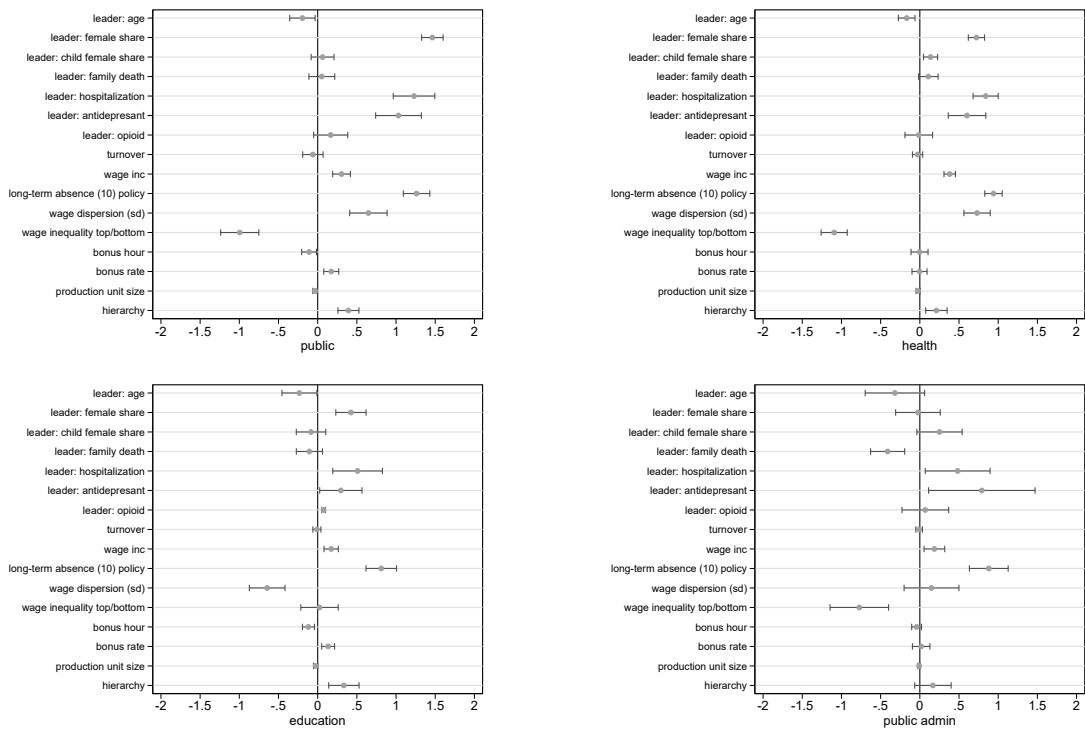 leader: age
leader: female share
leader: child female share
leader: family death
leader: hospitalization
leader: antidepresant
leader: opioid
turnover
wage inc
long-term absence (10) policy
wage dispersion (sd)
wage inequality top/bottom
bonus hour
bonus rate
production unit size
hierarchy
-2 -1.5 -1 -.5 0 .5 1 1.5 2
public
leader: age
leader: female share
leader: child female share
leader: family death
leader: hospitalization
leader: antidepresant
leader: opioid
turnover
wage inc
long-term absence (10) policy
wage dispersion (sd)
wage inequality top/bottom
bonus hour
bonus rate
production unit size
hierarchy
-2 -1.5 -1 -.5 0 .5 1 1.5 2
health
leader: age
leader: female share
leader: child female share
leader: family death
leader: hospitalization
leader: antidepresant
leader: opioid
turnover
wage inc
long-term absence (10) policy
wage dispersion (sd)
wage inequality top/bottom
bonus hour
bonus rate
production unit size
hierarchy
-2 -1.5 -1 -.5 0 .5 1 1.5 2
education
leader: age
leader: female share
leader: child female share
leader: family death
leader: hospitalization
leader: antidepresant
leader: opioid
turnover
wage inc
long-term absence (10) policy
wage dispersion (sd)
wage inequality top/bottom
bonus hour
bonus rate
production unit size
hierarchy
-2 -1.5 -1 -.5 0 .5 1 1.5 2
public admin